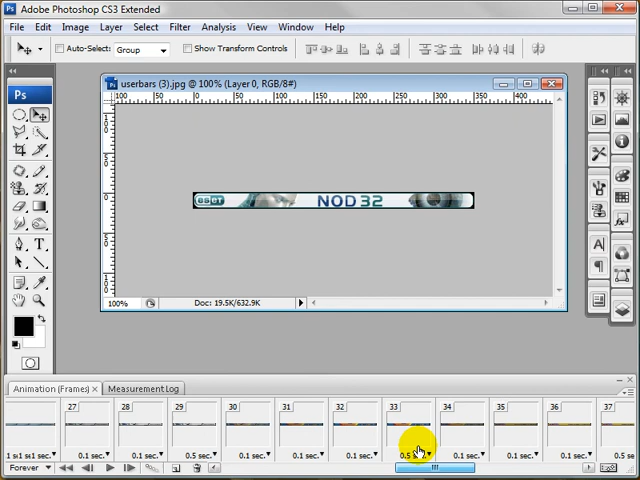 Adobe Photoshop CS3 Extended
File Edit Image Layer Select Filter Analysis View Window Help
Auto-Select: Group Show Transform Controls
Ps
userbars (3).jpg @ 100% (Layer 0, RGB/8#)
100 50 0 50 100 150 200 250 300 350 400
eseT NOD 32
100% Doc: 19.5K/632.9K
Animation (Frames) × Measurement Log
27 28 29 30 31 32 33 34 35 36 37
0.1 sec. 0.1 sec. 0.5 sec. 0.1 sec. 0.1 sec. 0.1 sec. 0.1 sec. 0.1 sec. 0.1 sec. 0.5 se
Forever